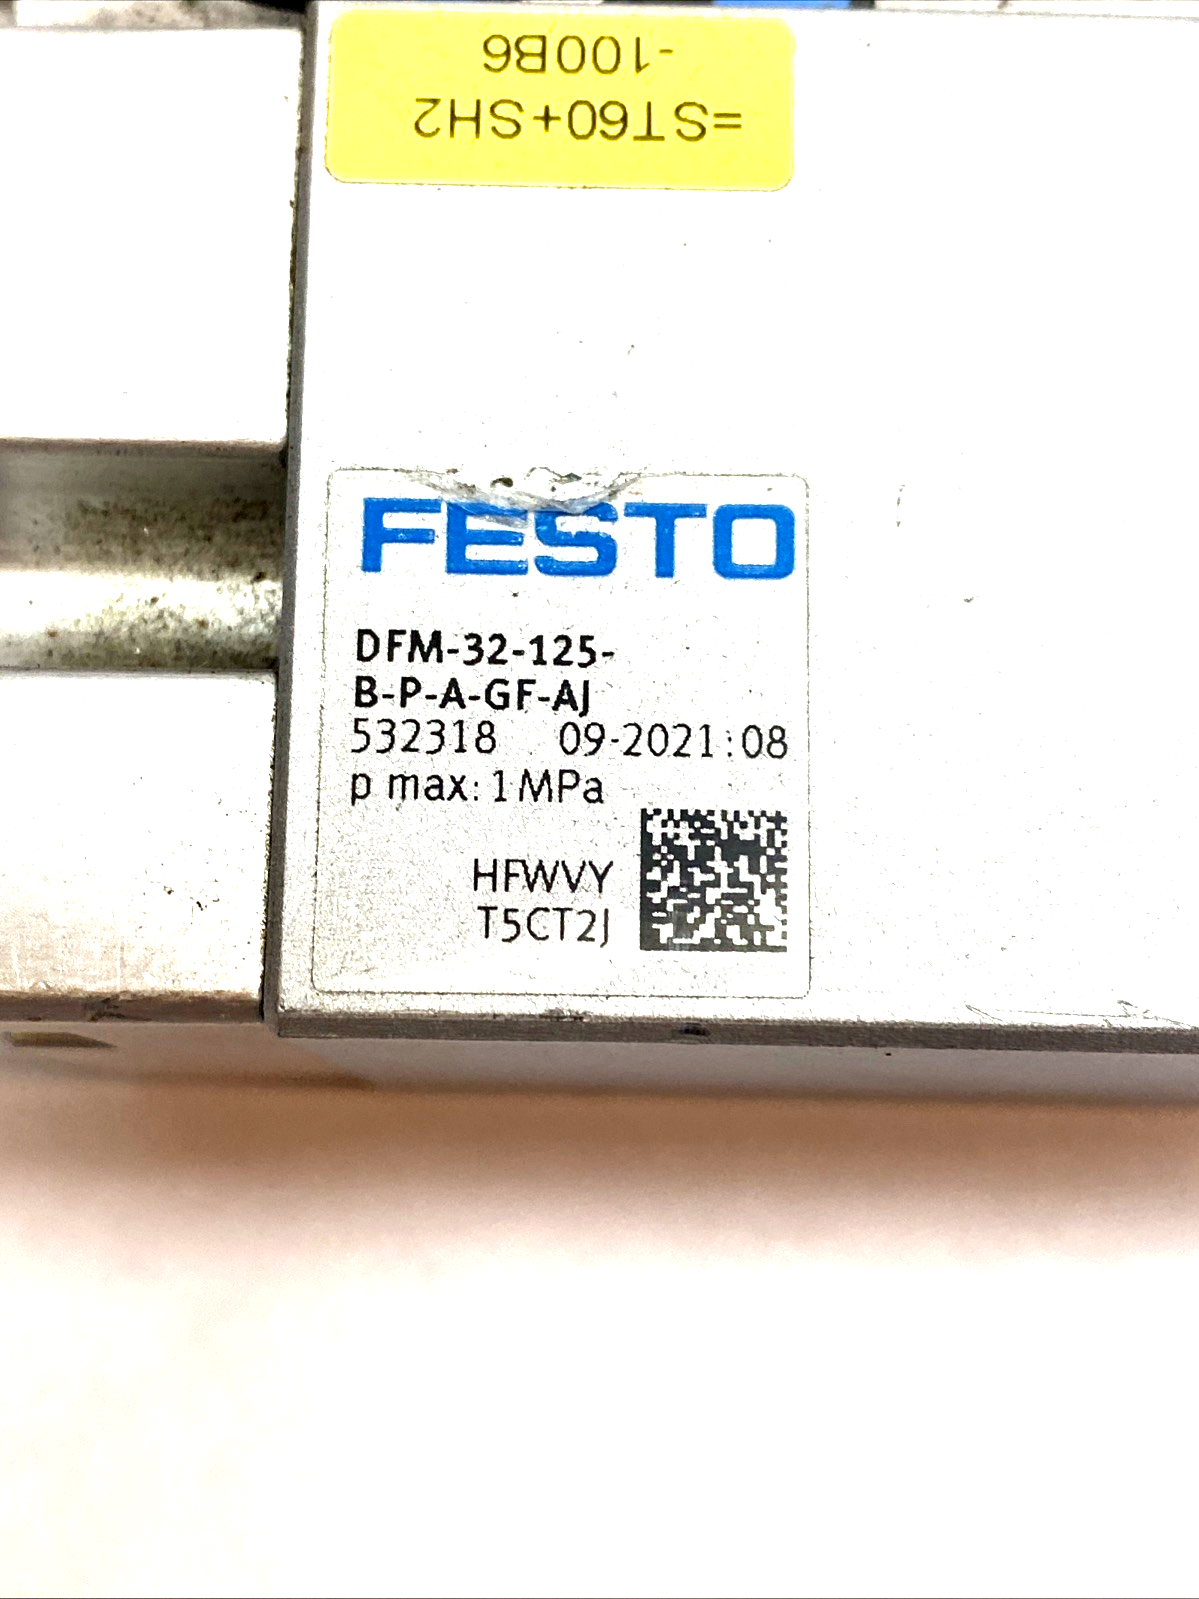 =ST60+SH2
-100B6
FESTO
DFM-32-125-
B-P-A-GF-AJ
532318 09-2021:08
p max: 1 MPa
HFWVY
T5CT2J